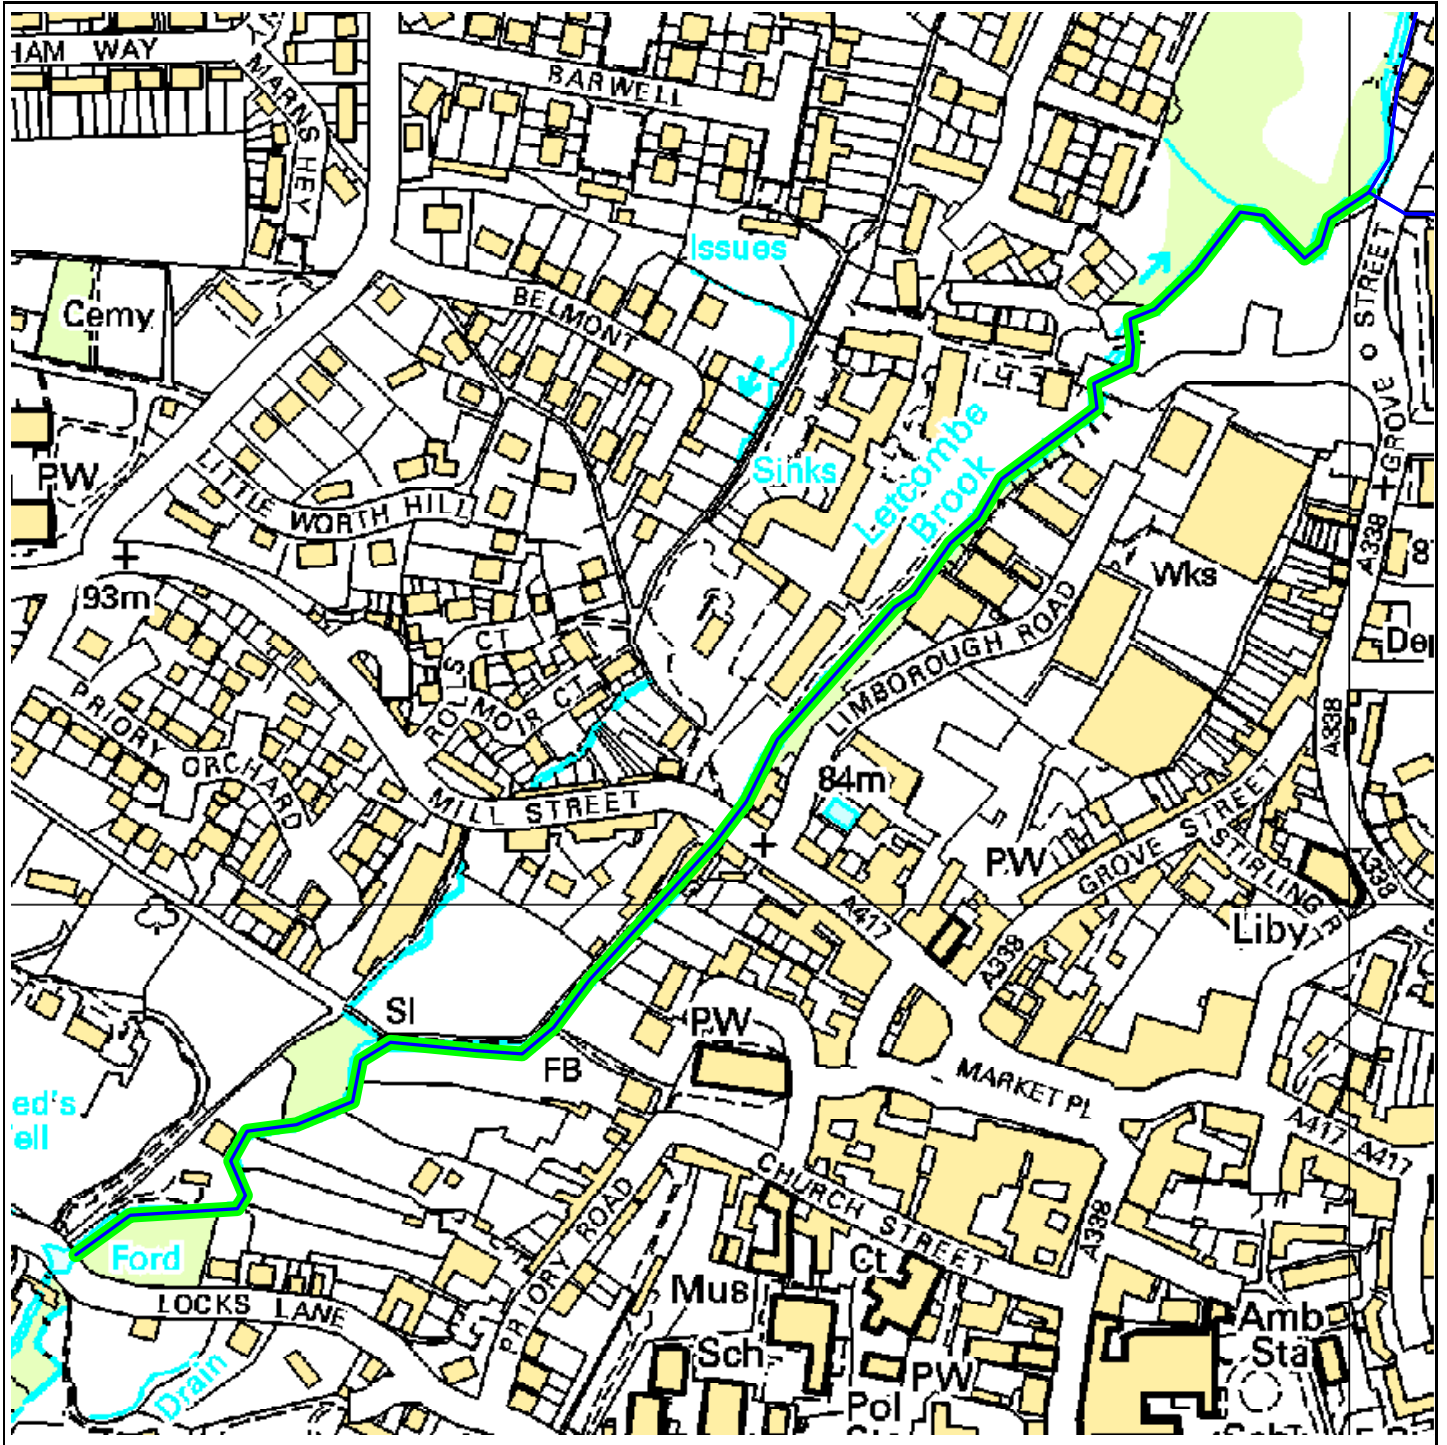 HAM WAY
MARNS HEY
BARWELL
Issues
BELMONT
Cemy
STREET
GROVE
A338
PW
LITTLE WORTH HILL
Sinks
Letcombe
Brook
Wks
93m
LIMBOROUGH ROAD
ROLLS CT
MOIR CT
PRIORY ORCHARD
A338
MILL STREET
84m
PW
GROVE STREET
STIRLING
A338
Liby
A417
A338
SI
PW
FB
MARKET PL
ed's
ell
A417
A417
CHURCH STREET
PRIORY ROAD
A338
Ford
Ct
Mus
LOCKS LANE
Amb
Sta
Sch
PW
Drain
Pol